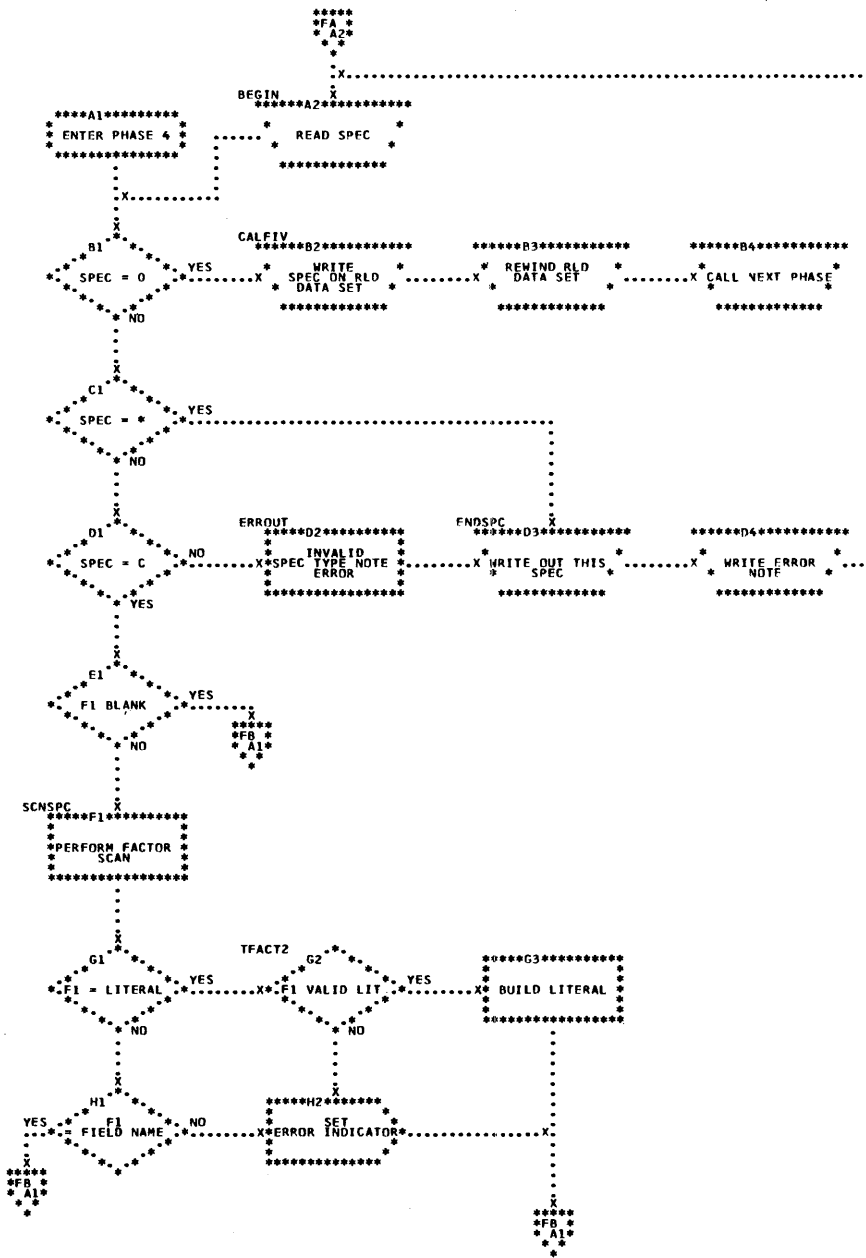 FA
A2
BEGIN
A1
ENTER PHASE 4
A2
READ SPEC
B1
SPEC = O
YES
NO
CALFIV
B2
WRITE
SPEC ON RLD
DATA SET
B3
REWIND RLD
DATA SET
B4
CALL NEXT PHASE
C1
SPEC = *
YES
NO
D1
SPEC = C
NO
YES
ERROUT
D2
INVALID
SPEC TYPE NOTE
ERROR
ENDSPC
D3
WRITE OUT THIS
SPEC
D4
WRITE ERROR
NOTE
E1
F1 BLANK
YES
NO
FB
A1
SCNSPC
F1
PERFORM FACTOR
SCAN
G1
F1 = LITERAL
YES
NO
TFACT2
G2
F1 VALID LIT
YES
NO
G3
BUILD LITERAL
H1
F1
= FIELD NAME
YES
NO
H2
SET
ERROR INDICATOR
FB
A1
FB
A1